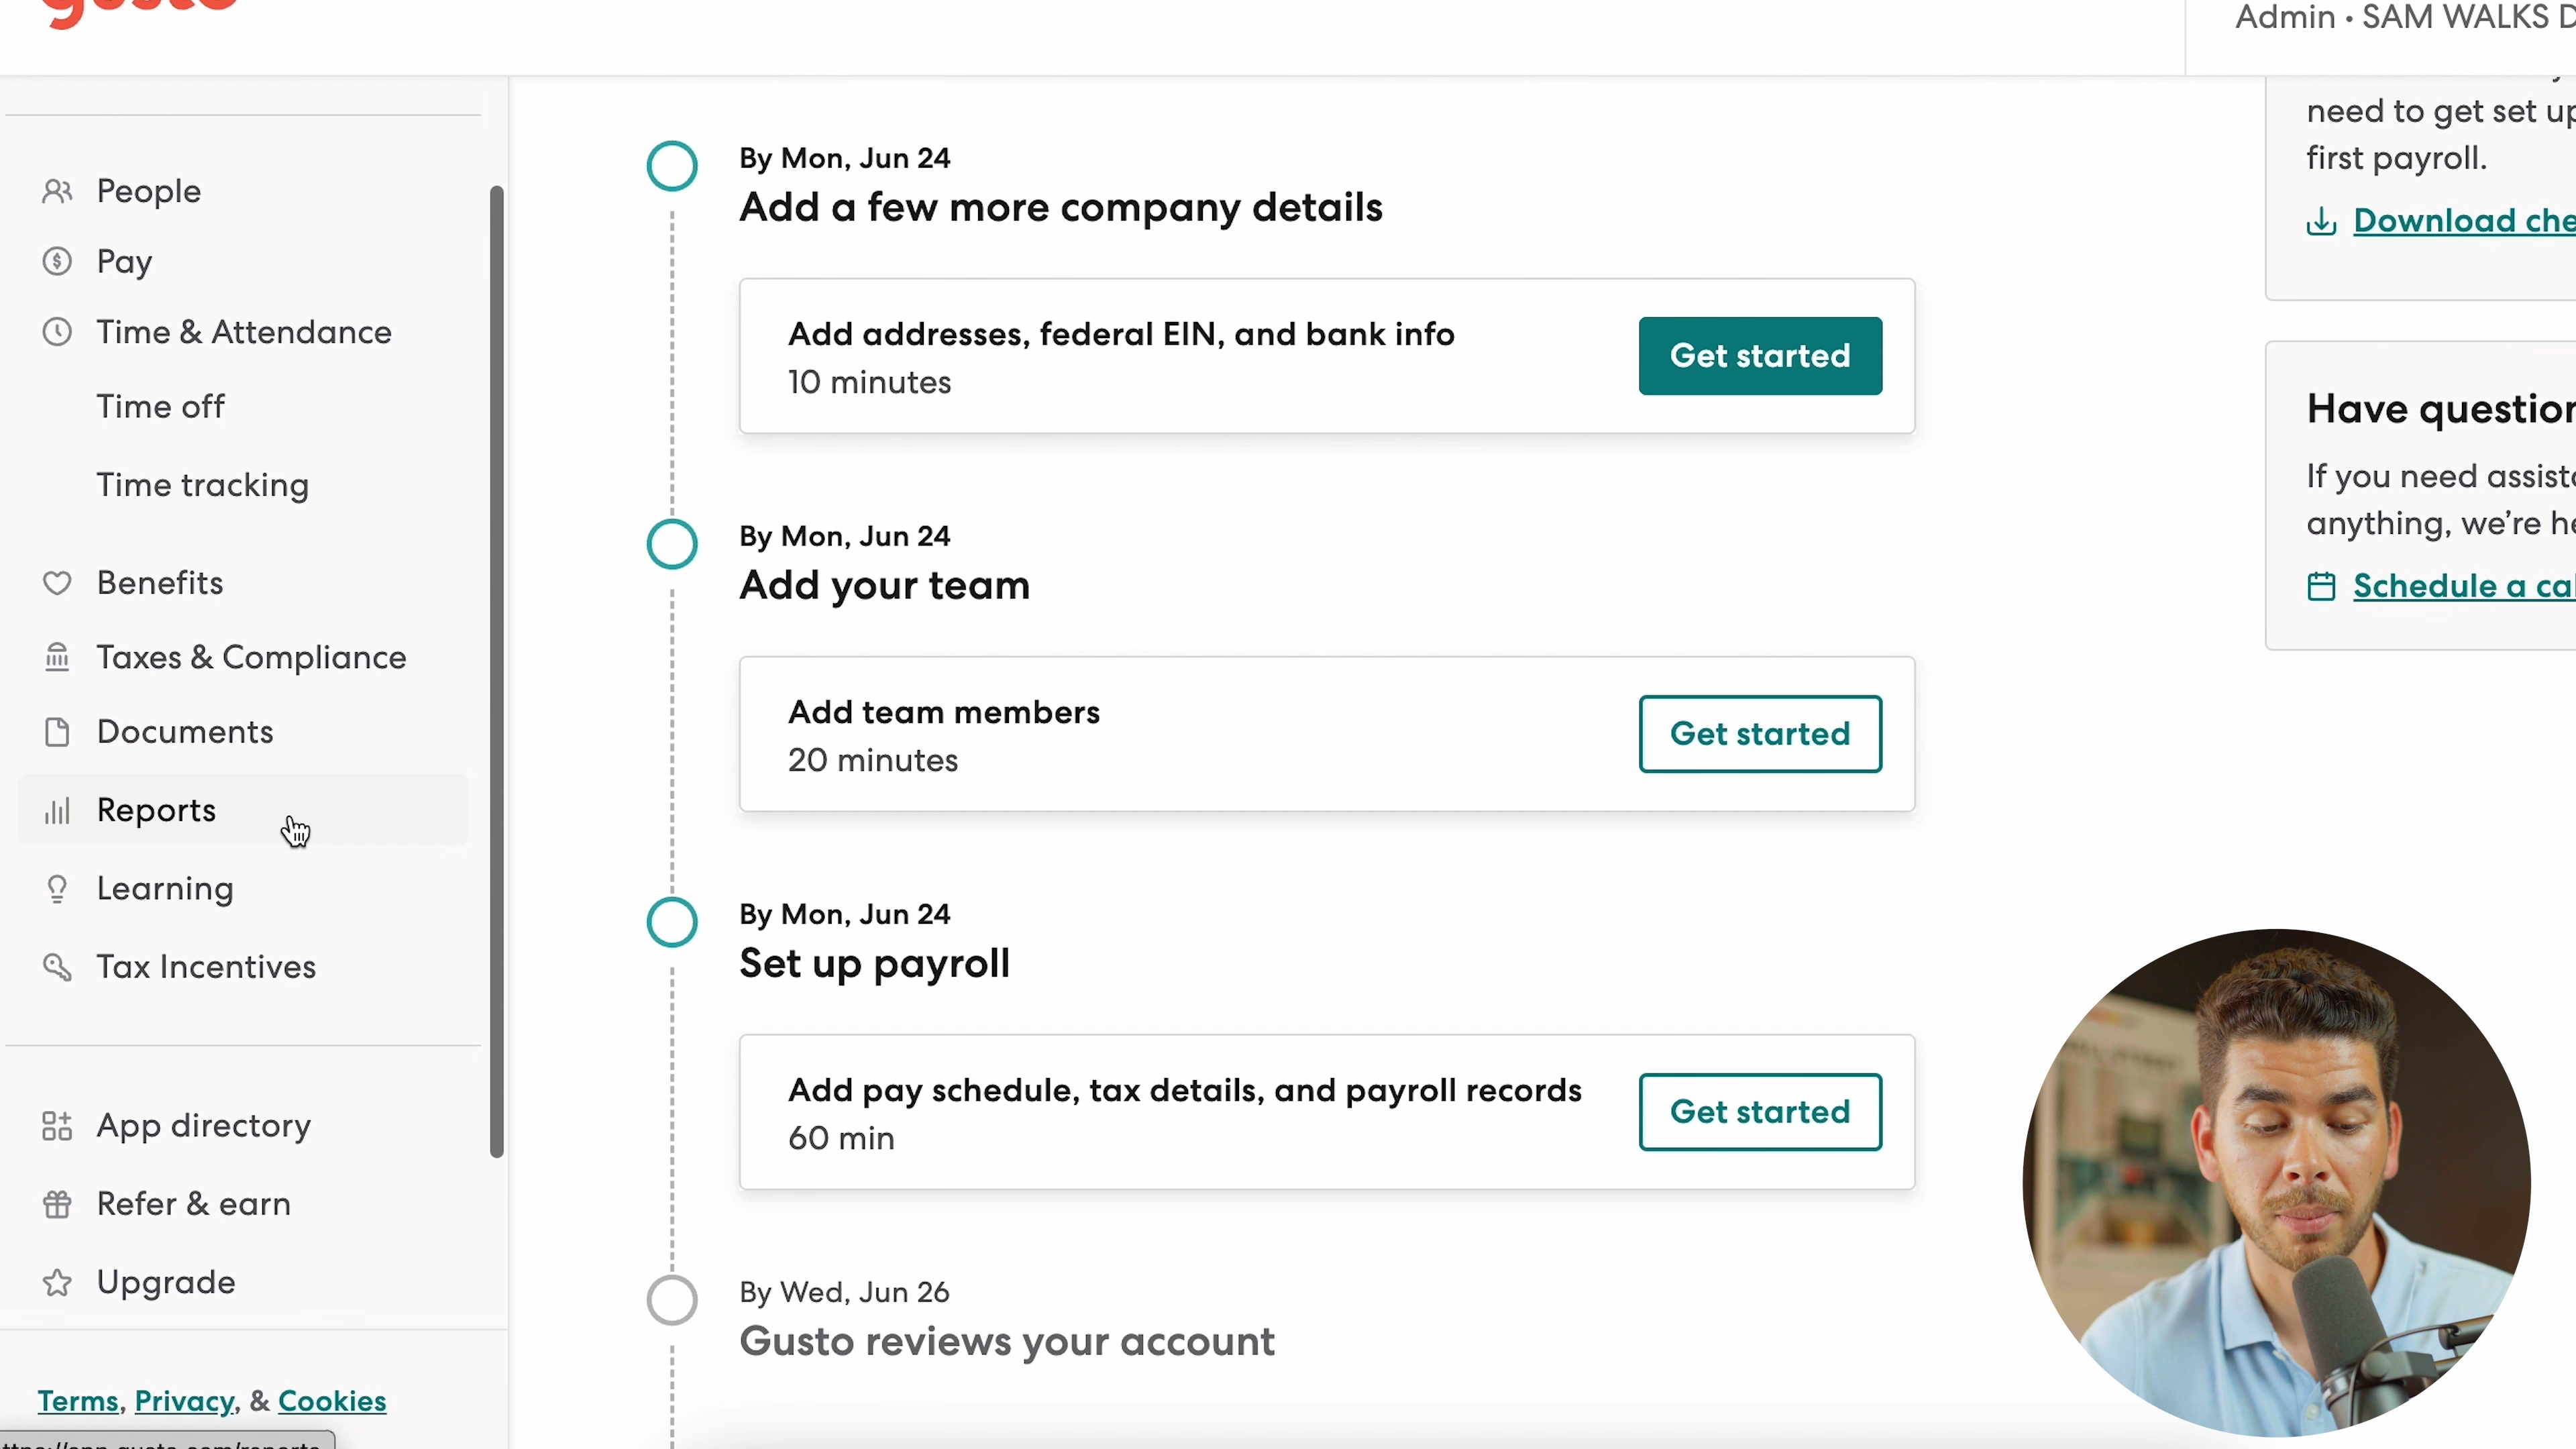 gusto
Admin • SAM WALKS
People
Pay
Time & Attendance
Time off
Time tracking
Benefits
Taxes & Compliance
Documents
Reports
Learning
Tax Incentives
App directory
Refer & earn
Upgrade
Terms, Privacy, & Cookies
By Mon, Jun 24
Add a few more company details
Add addresses, federal EIN, and bank info
Get started
10 minutes
By Mon, Jun 24
Add your team
Add team members
Get started
20 minutes
By Mon, Jun 24
Set up payroll
Add pay schedule, tax details, and payroll records
Get started
60 min
By Wed, Jun 26
Gusto reviews your account
need to get set up
first payroll.
Download
Have
If you need
anything, we're
Schedule a